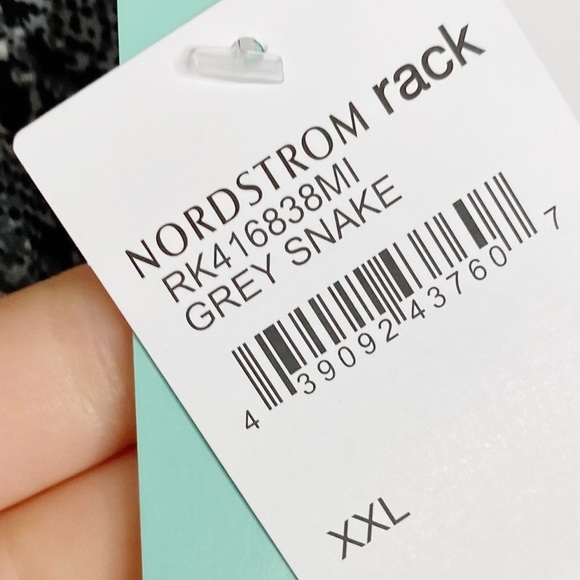 NORDSTROM rack
RK416838MI
GREY SNAKE
4 39092 43760 7
XXL